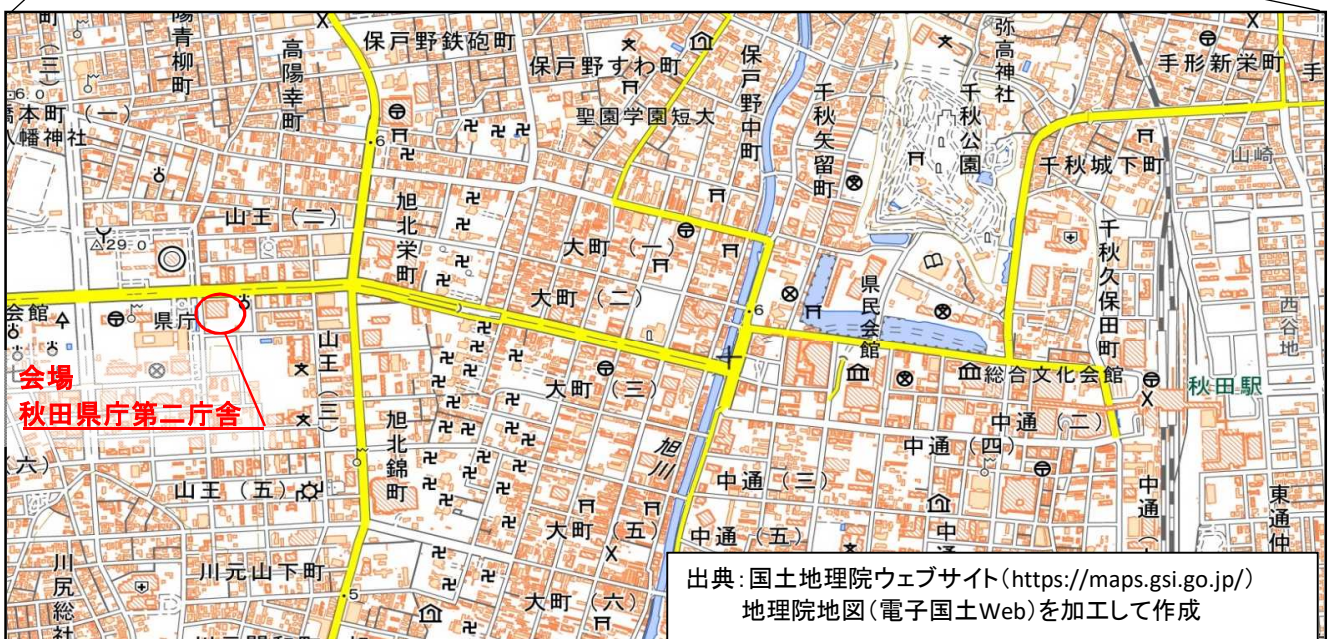 陽青柳町
高陽幸町
保戸野鉄砲町
保戸野すわ町
聖園学園短大
保戸野中町
千秋矢留町
弥高神社
千秋公園
手形新栄町
千秋城下町
山崎
6.0
橋本町(一)
八幡神社
6
山王(二)
旭北栄町
大町(一)
29.0
大町(二)
県民会館
千秋久保田町
西谷地
会館
県庁
6
山王(三)
大町(三)
総合文化会館
秋田駅
会場
秋田県庁第二庁舎
旭北錦町
旭川
中通(二)
中通(四)
(六)
山王(五)
中通(三)
大町(五)
中通(五)
中通
東通仲
川尻総社
川元山下町
5
大町(六)
出典:国土地理院ウェブサイト(https://maps.gsi.go.jp/)
地理院地図(電子国土Web)を加工して作成